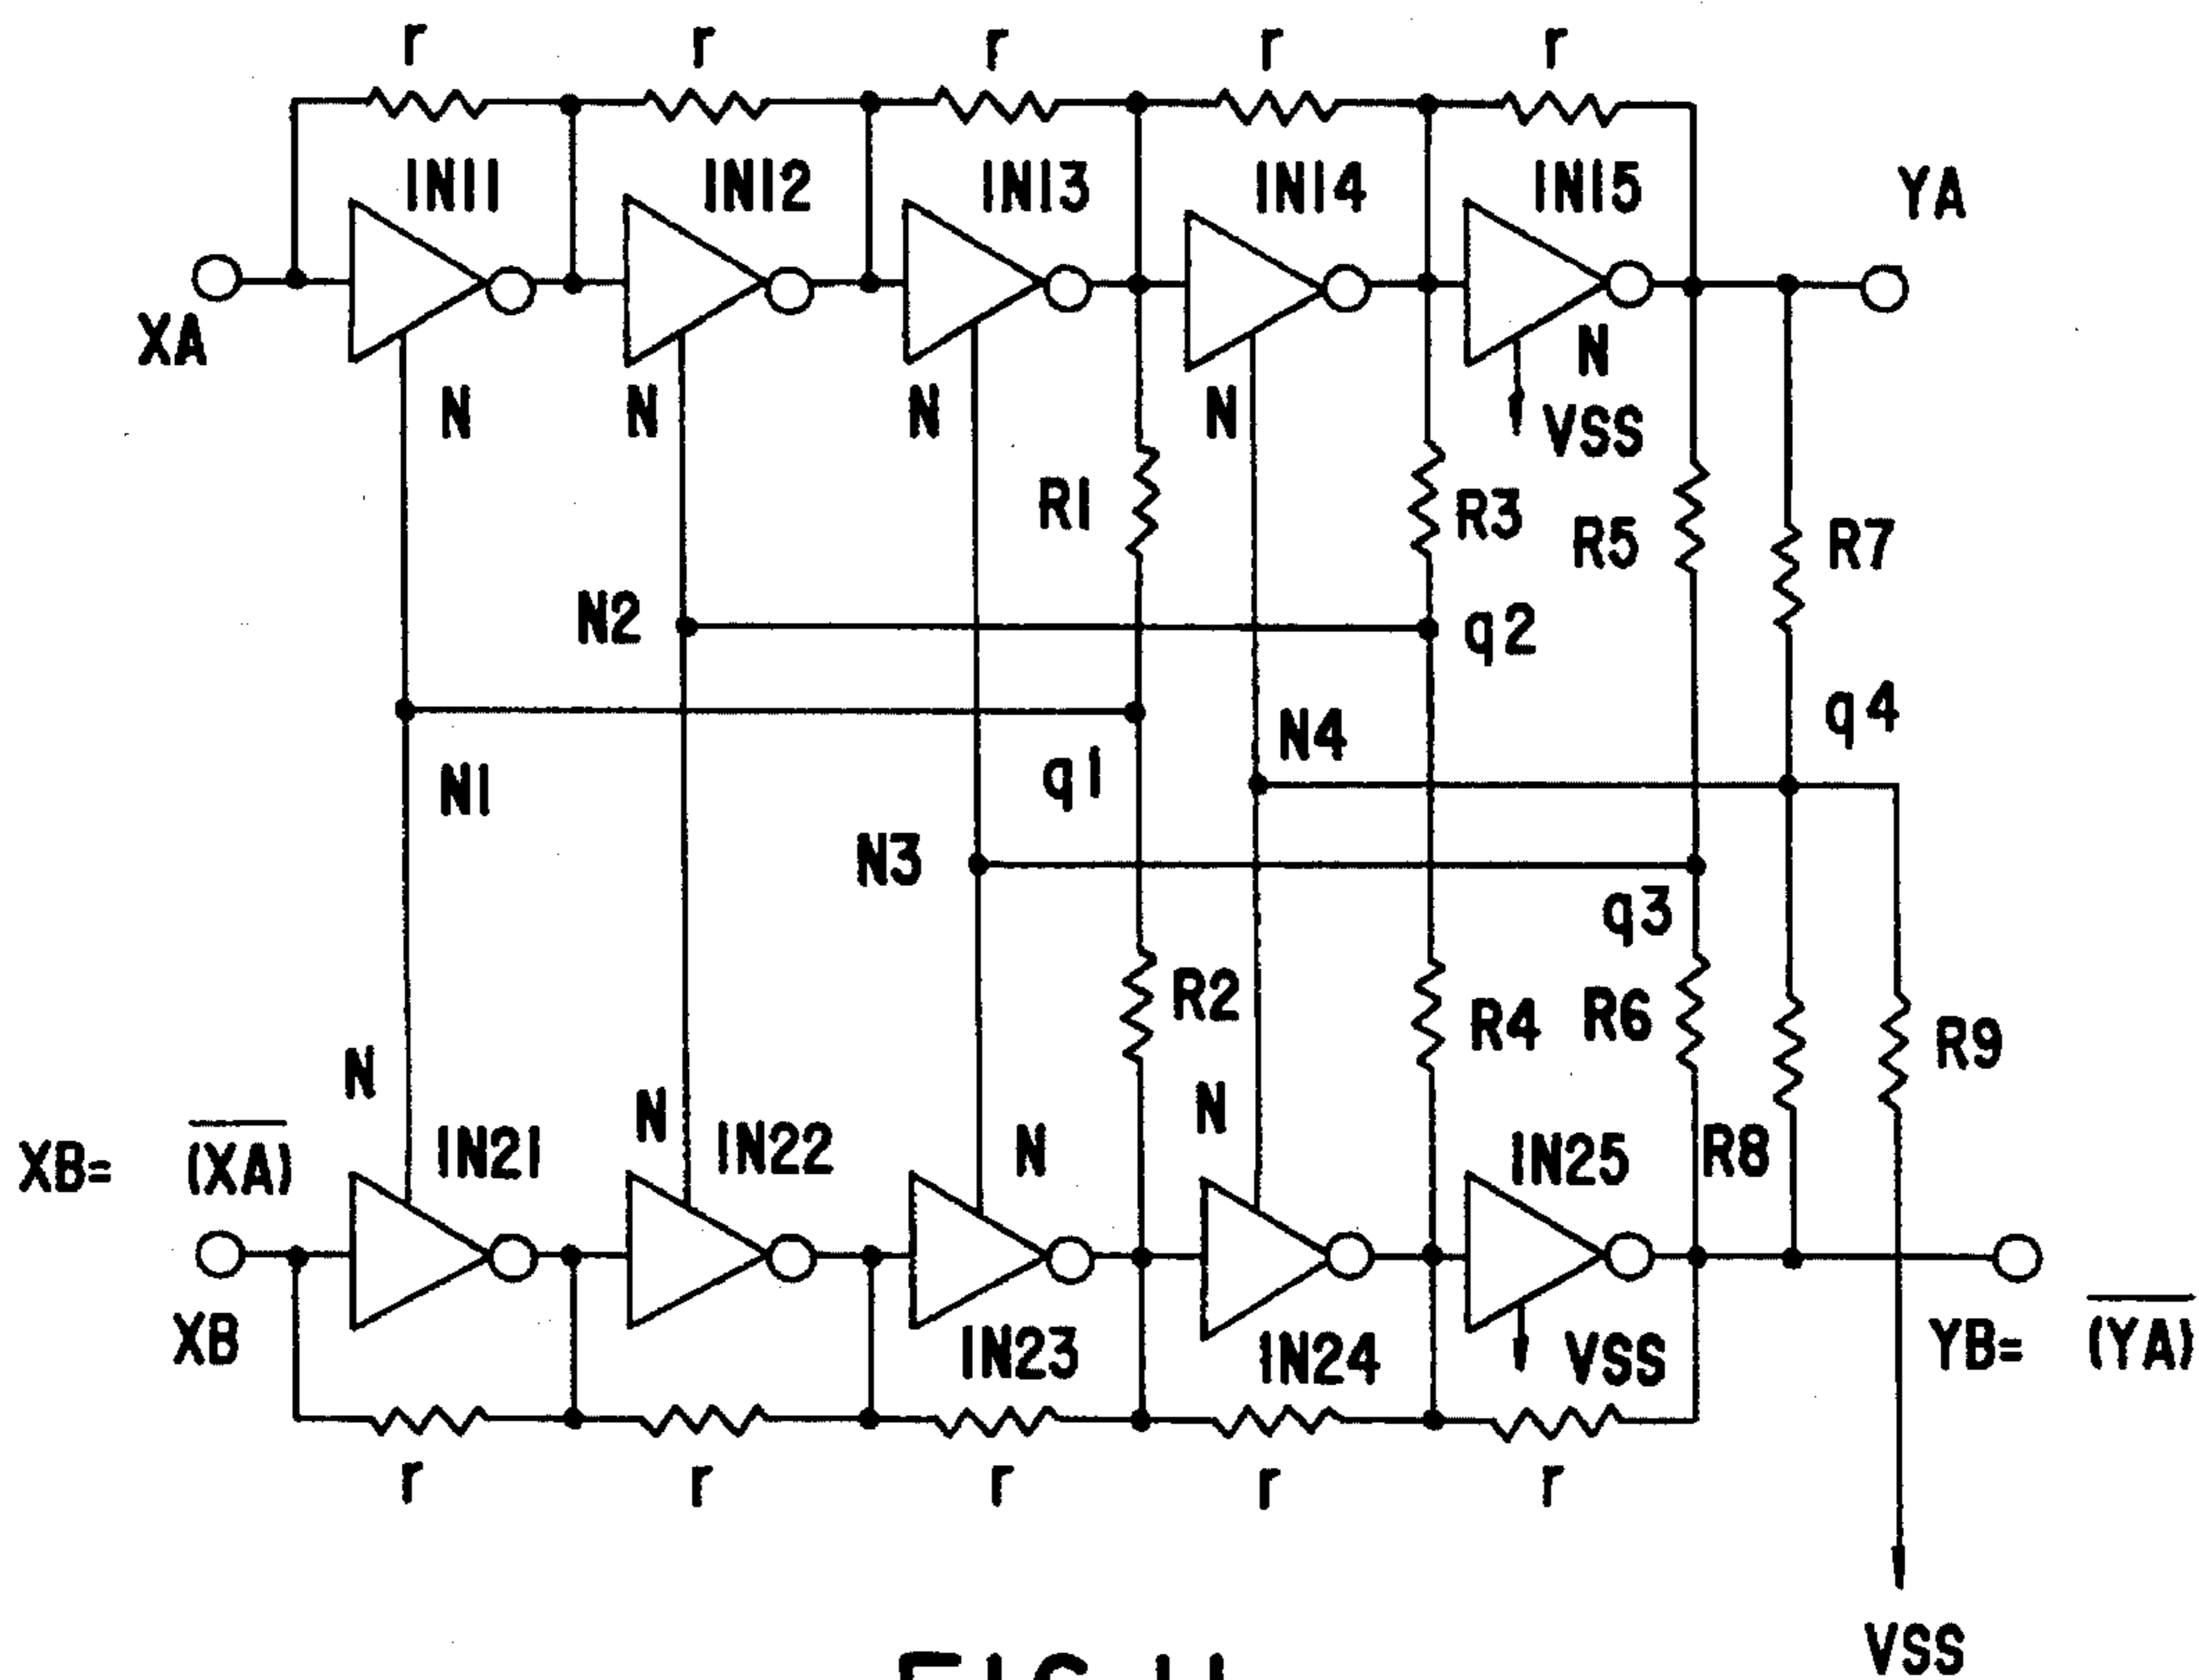 r r r r r
IN11 IN12 IN13 IN14 IN15
YA
XA
N N N N N
VSS
R1 R3 R5 R7
N2 q2
q4
N1 q1 N4
N3
q3
R2 R4 R6 R9
N N N N
XB= (XA) IN21 IN22 IN25 R8
XB IN23 IN24 VSS YB= (YA)
r r r r r
VSS